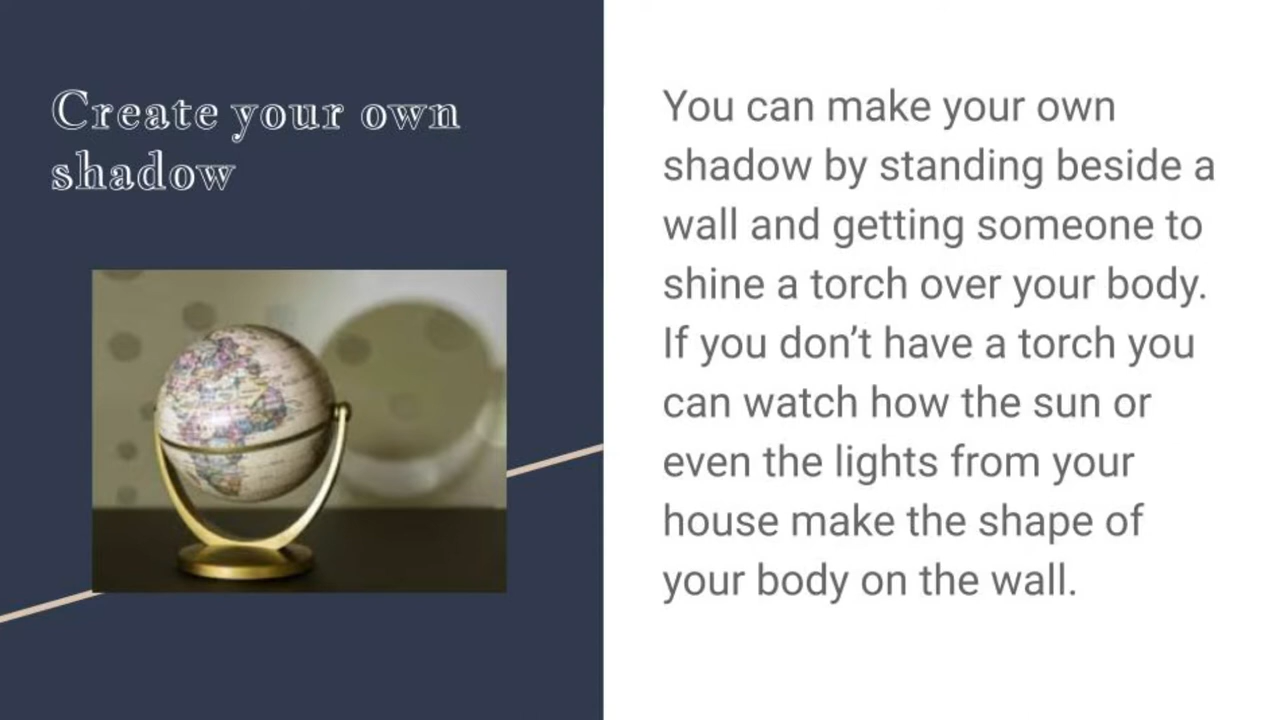 Create your own
shadow
You can make your own
shadow by standing beside a
wall and getting someone to
shine a torch over your body.
If you don’t have a torch you
can watch how the sun or
even the lights from your
house make the shape of
your body on the wall.